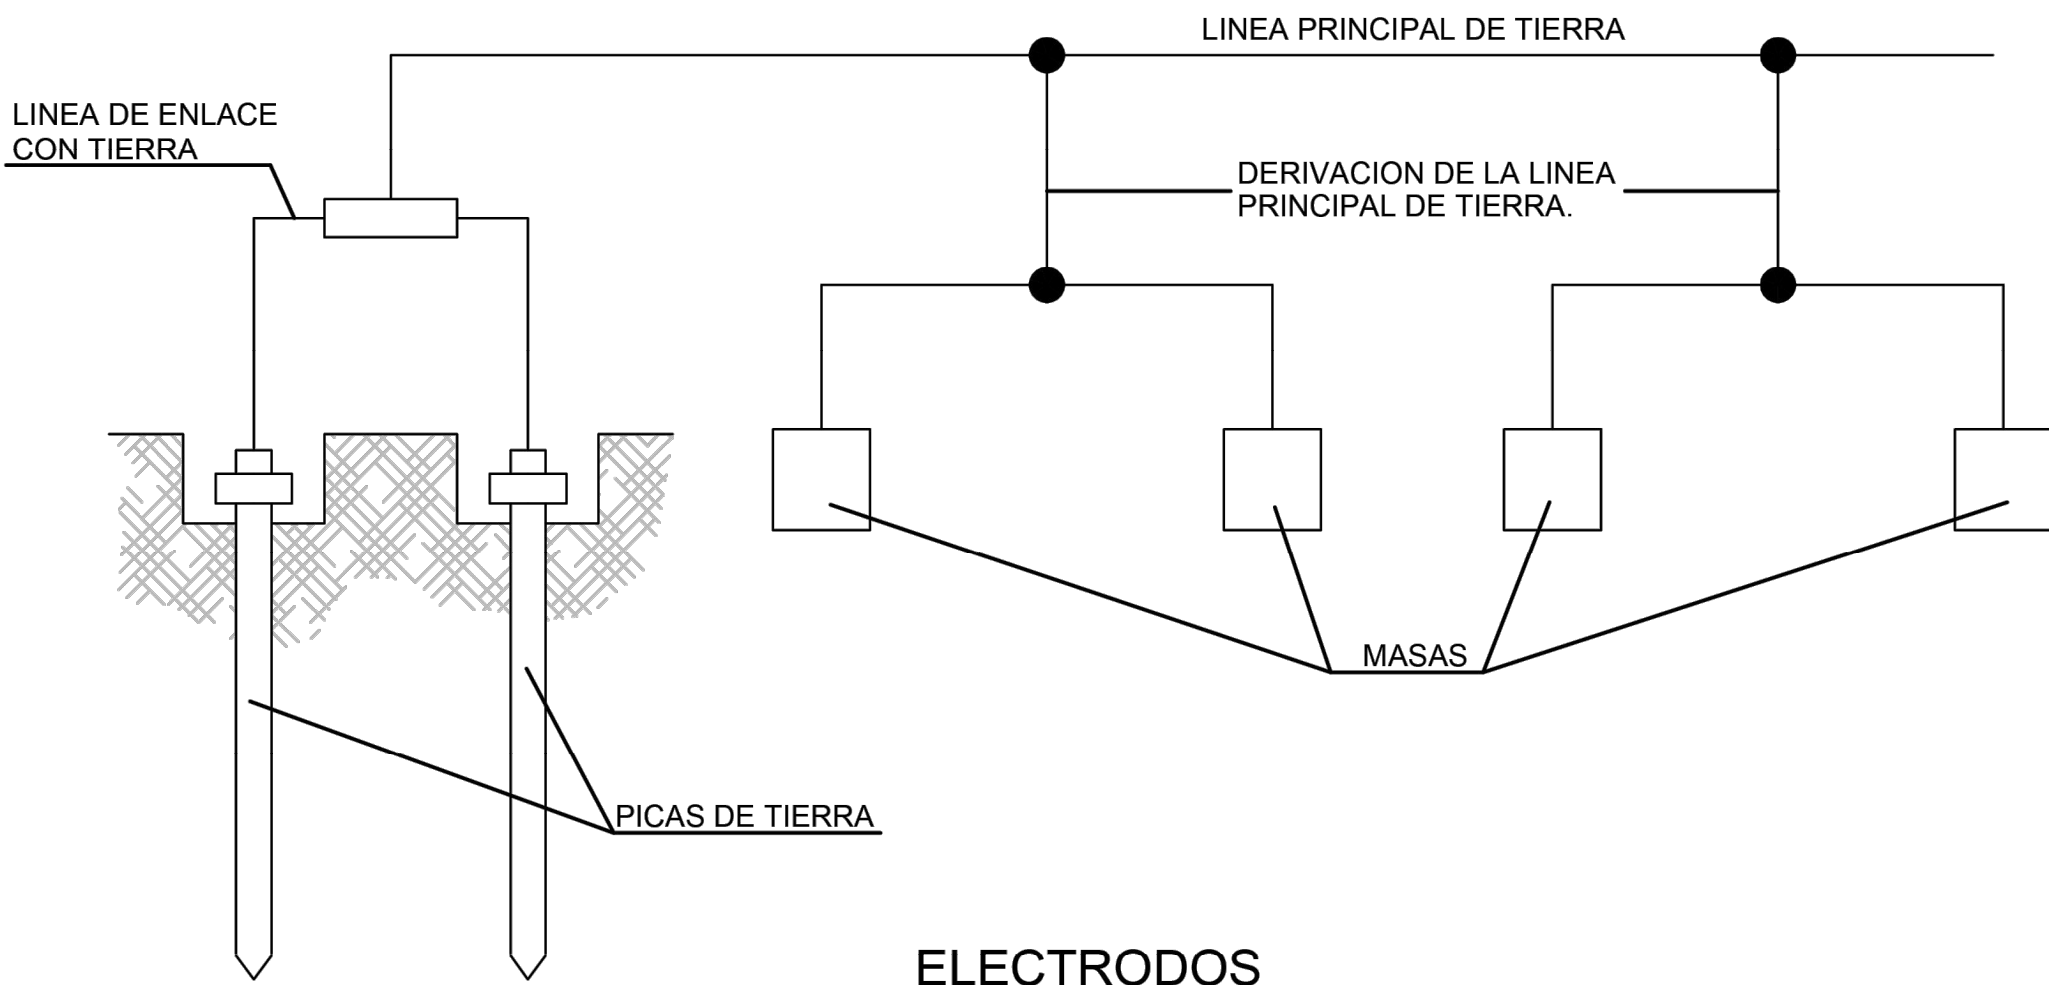 LINEA PRINCIPAL DE TIERRA
LINEA DE ENLACE
CON TIERRA
DERIVACION DE LA LINEA
PRINCIPAL DE TIERRA.
MASAS
PICAS DE TIERRA
ELECTRODOS